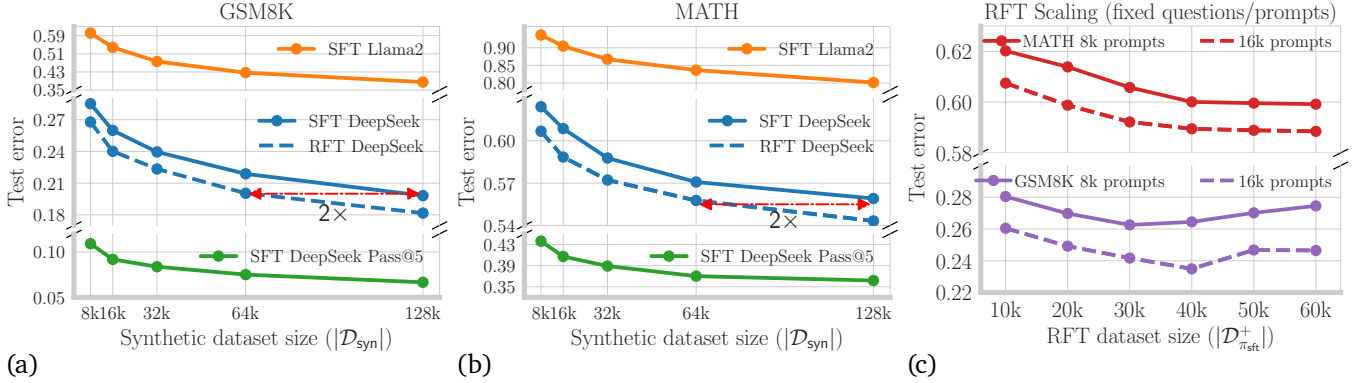 GSM8K
Test error
0.59
0.51
0.43
0.35
SFT Llama2
0.27
0.24
0.21
0.18
SFT DeepSeek
RFT DeepSeek
2×
0.10
0.05
SFT DeepSeek Pass@5
8k 16k 32k 64k 128k
Synthetic dataset size (|𝒟syn|)
(a)
MATH
Test error
0.90
0.85
0.80
SFT Llama2
0.60
0.57
0.54
SFT DeepSeek
RFT DeepSeek
2×
0.43
0.39
0.35
SFT DeepSeek Pass@5
8k 16k 32k 64k 128k
Synthetic dataset size (|𝒟syn|)
(b)
RFT Scaling (fixed questions/prompts)
Test error
0.62
0.60
0.58
MATH 8k prompts 16k prompts
0.28
0.26
0.24
0.22
GSM8K 8k prompts 16k prompts
10k 20k 30k 40k 50k 60k
RFT dataset size (|𝒟⁺πsft|)
(c)